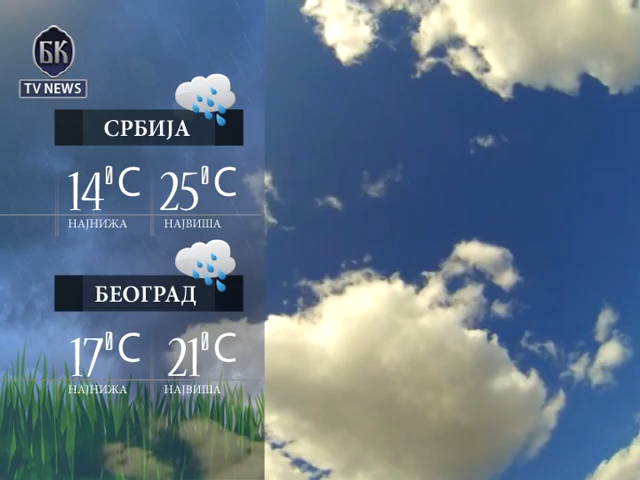 БК
TV NEWS
СРБИЈА
14°C 25°C
НАЈНИЖА НАЈВИША
БЕОГРАД
17°C 21°C
НАЈНИЖА НАЈВИША